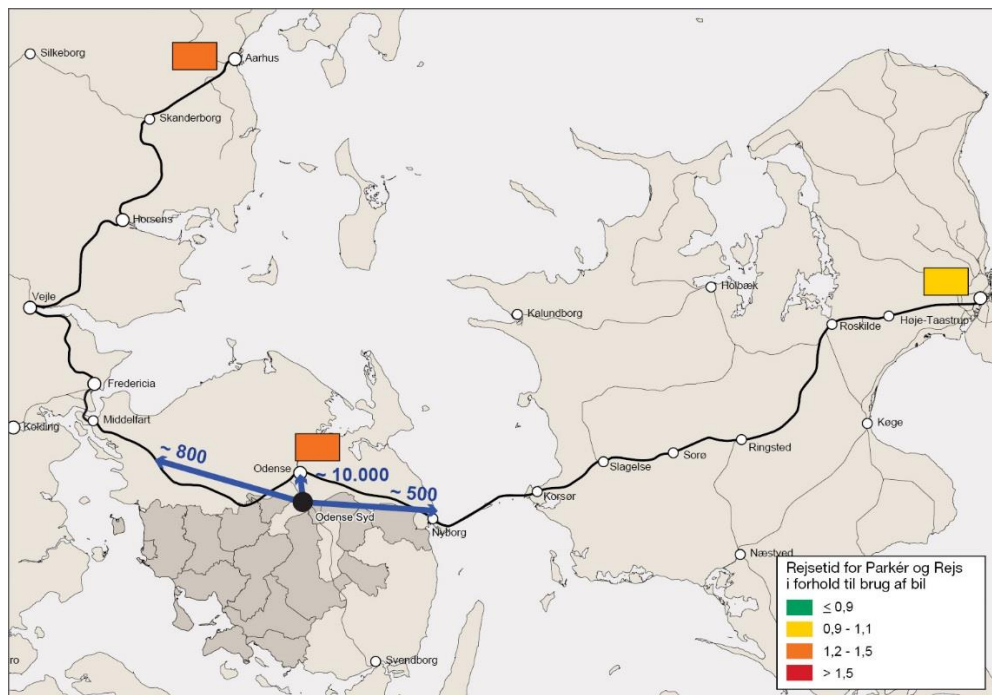 Silkeborg
Aarhus
Skanderborg
Horsens
Vejle
Fredericia
Middelfart
Kolding
~ 800
Odense
~ 10.000
~ 500
Odense Syd
Nyborg
Svendborg
ro
Kalundborg
Holbæk
Roskilde
Høje-Taastrup
Køge
Korsør
Slagelse
Sorø
Ringsted
Næstved
Rejsetid for Parkér og Rejs
i forhold til brug af bil
≤ 0,9
0,9 - 1,1
1,2 - 1,5
> 1,5